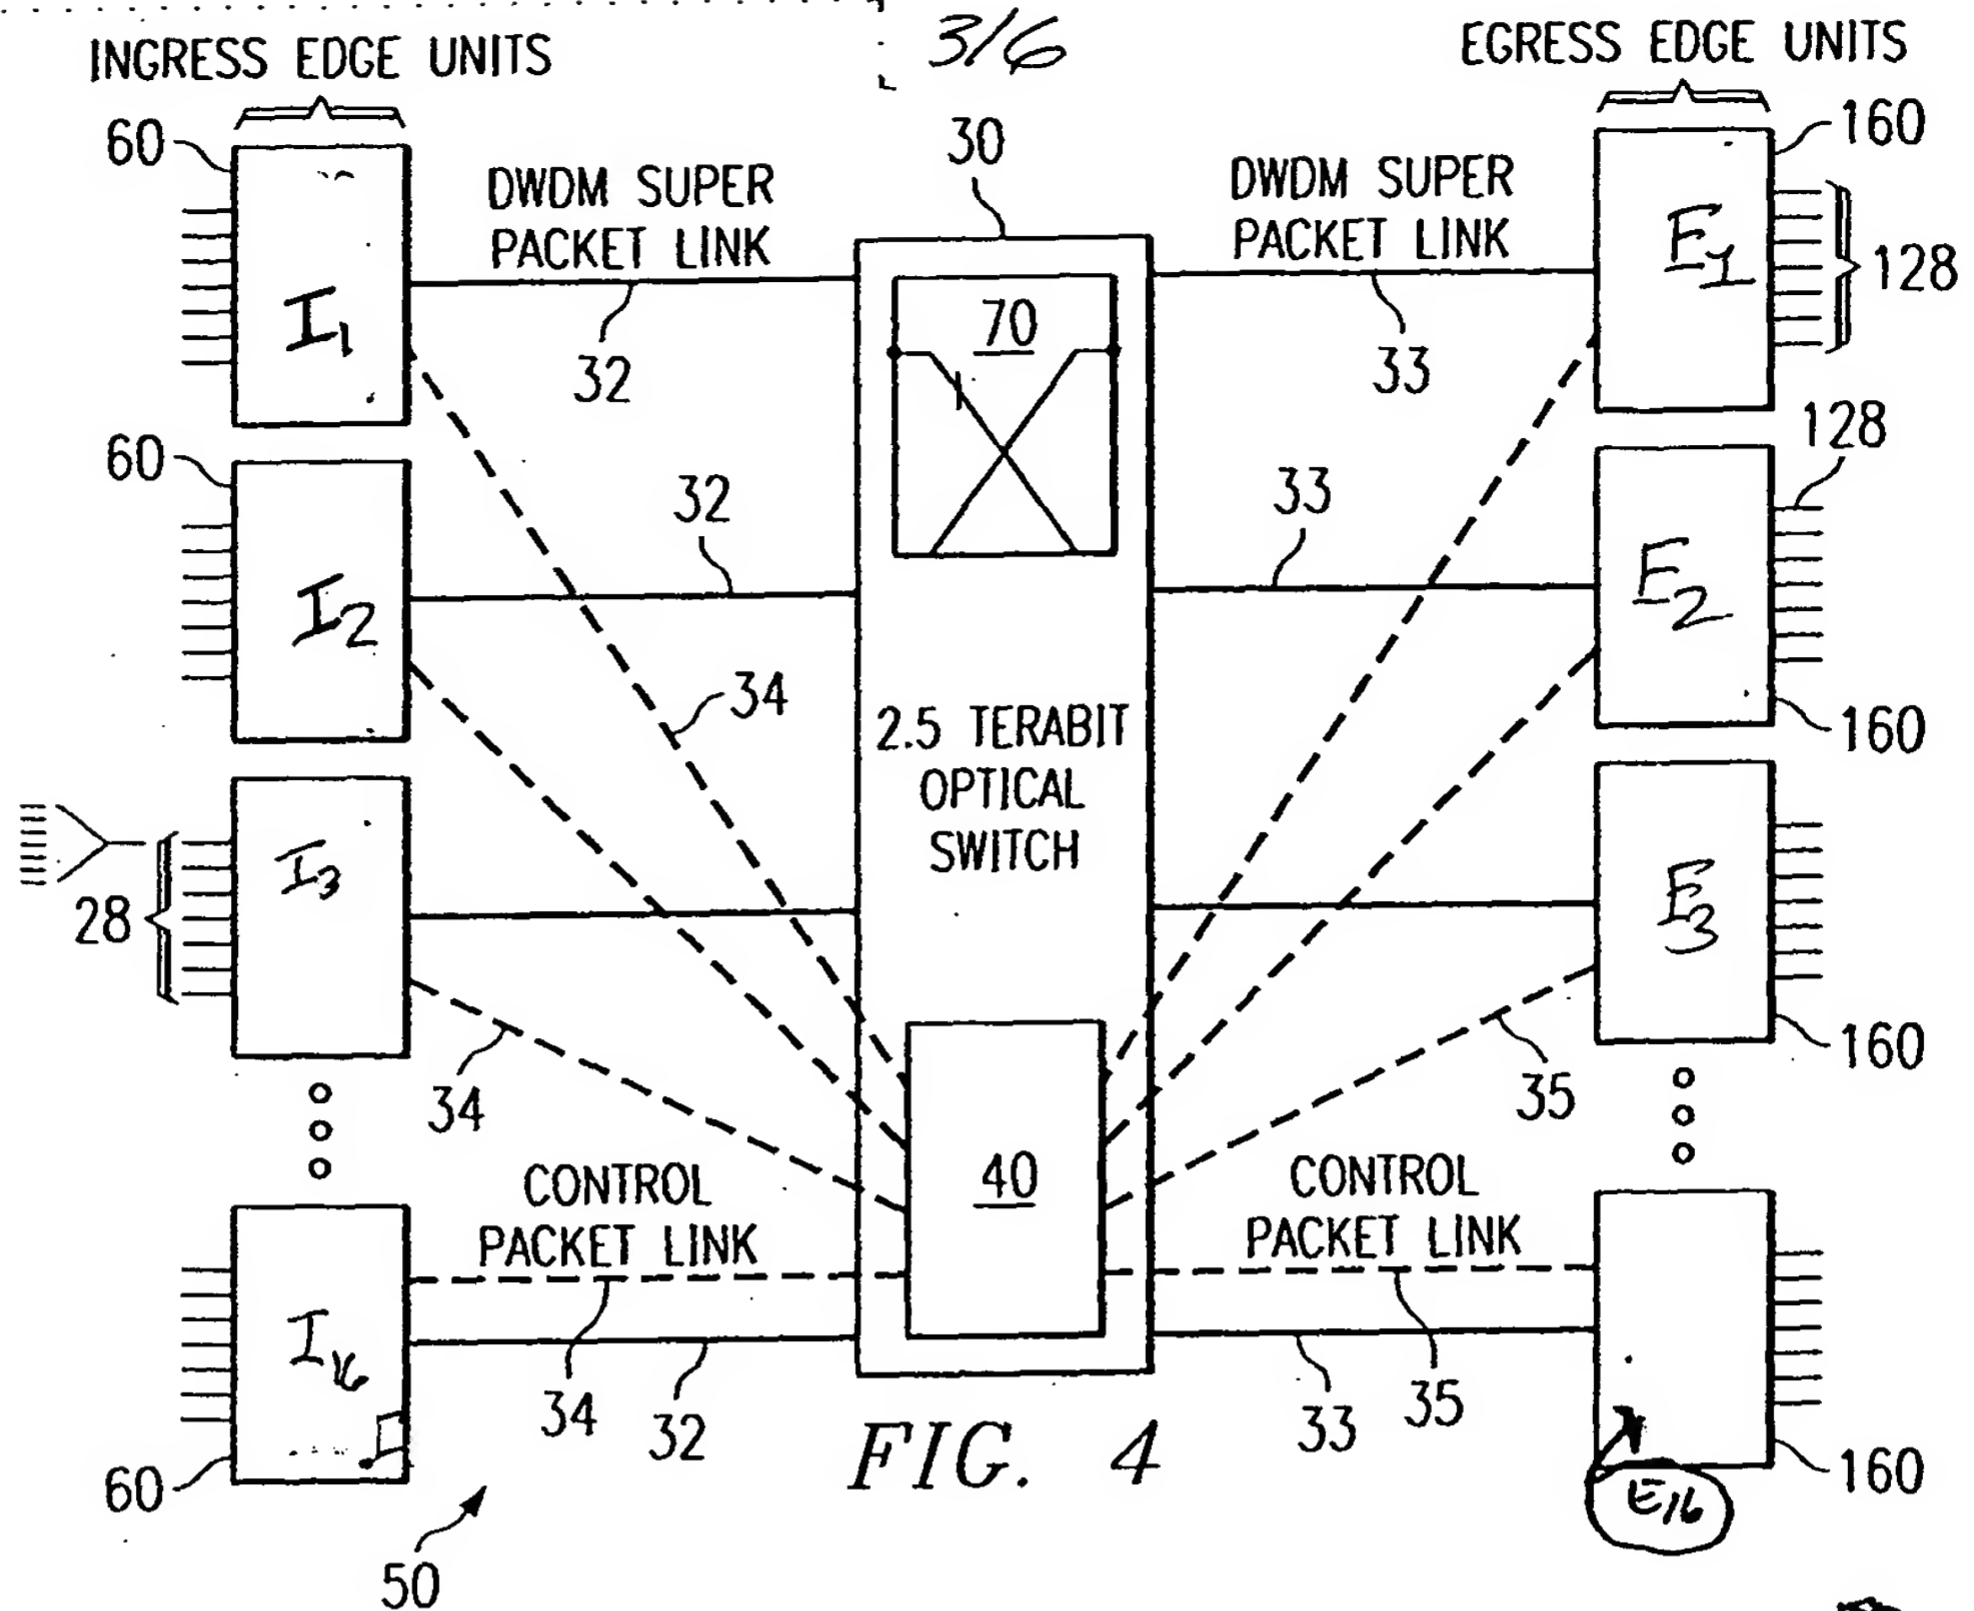 3/6
INGRESS EDGE UNITS
EGRESS EDGE UNITS
60
30
160
DWDM SUPER
PACKET LINK
DWDM SUPER
PACKET LINK
I1
70
E1
128
32
33
60
128
32
33
I2
E2
34
2.5 TERABIT
OPTICAL
SWITCH
160
I3
E3
28
160
34
35
CONTROL
PACKET LINK
40
CONTROL
PACKET LINK
I16
34
32
33
35
60
160
FIG. 4
E16
50